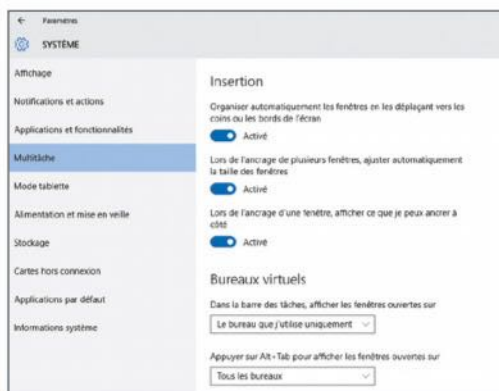 Paramètres
SYSTÈME
Affichage
Notifications et actions
Applications et fonctionnalités
Multitâche
Mode tablette
Alimentation et mise en veille
Stockage
Cartes hors connexion
Applications par défaut
Informations système
Insertion
Organiser automatiquement les fenêtres en les déplaçant vers les
coins ou les bords de l'écran
Activé
Lors de l'ancrage de plusieurs fenêtres, ajuster automatiquement
la taille des fenêtres
Activé
Lors de l'ancrage d'une fenêtre, afficher ce que je peux ancrer à
côté
Activé
Bureaux virtuels
Dans la barre des tâches, afficher les fenêtres ouvertes sur
Le bureau que j'utilise uniquement
Appuyer sur Alt+Tab pour afficher les fenêtres ouvertes sur
Tous les bureaux